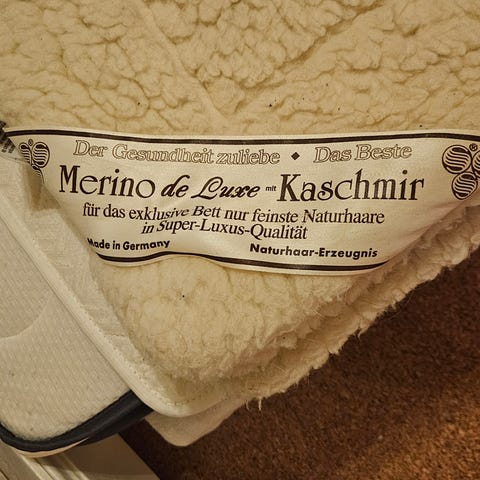 Der Gesundheit zuliebe ◆ Das Beste
Merino de Luxe mit Kaschmir
für das exklusive Bett nur feinste Naturhaare
in Super-Luxus-Qualität
Made in Germany Naturhaar-Erzeugnis